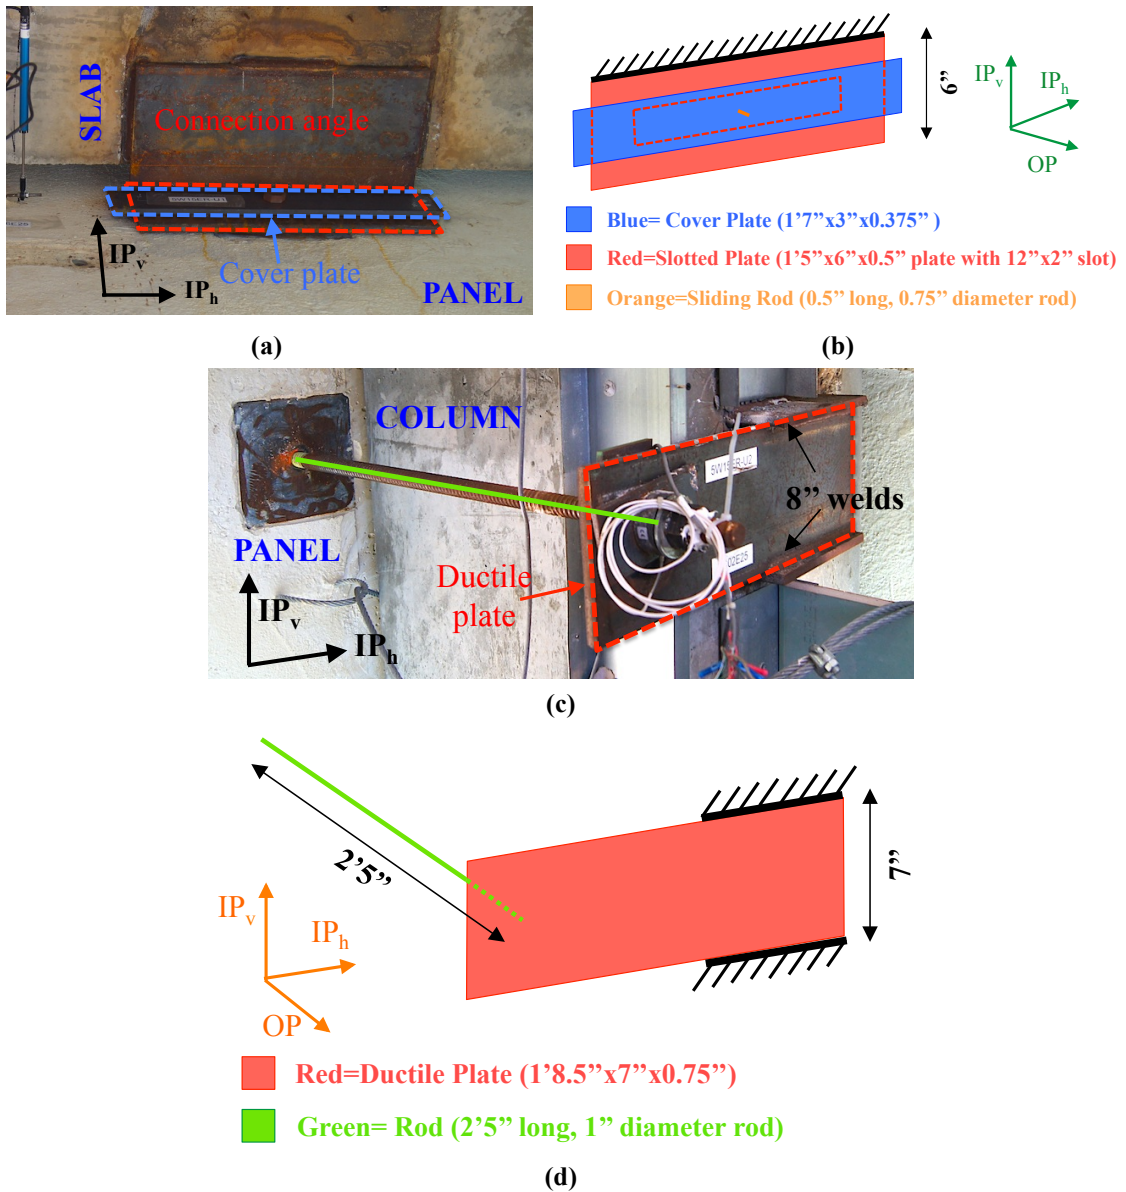 SLAB
Connection angle
SW10ER-U1
IPv
IPh
Cover plate
PANEL
(a)
6”
IPv
IPh
OP
Blue= Cover Plate (1’7”x3”x0.375” )
Red=Slotted Plate (1’5”x6”x0.5” plate with 12”x2” slot)
Orange=Sliding Rod (0.5” long, 0.75” diameter rod)
(b)
COLUMN
8” welds
PANEL
Ductile
plate
02E25
IPv
IPh
(c)
2’5”
7”
IPv
IPh
OP
Red=Ductile Plate (1’8.5”x7”x0.75”)
Green= Rod (2’5” long, 1” diameter rod)
(d)